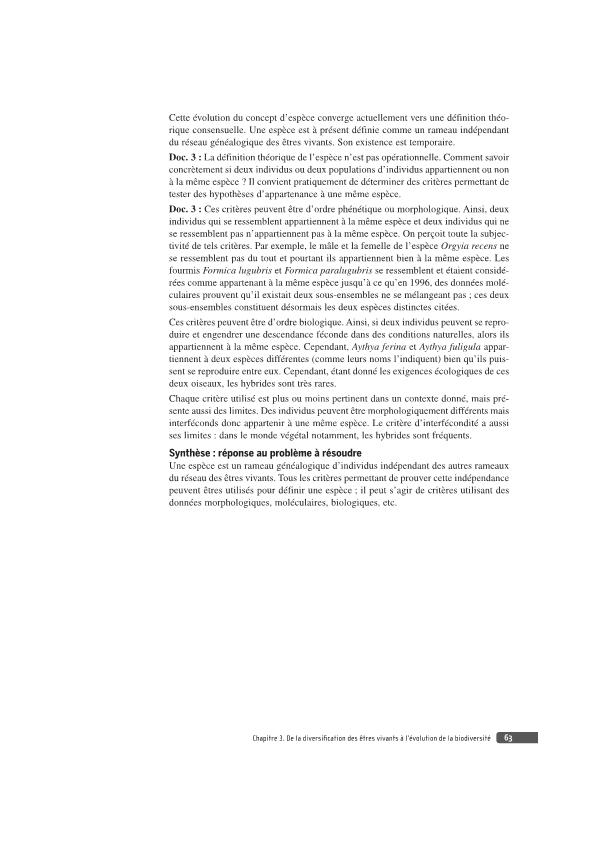 Cette évolution du concept d'espèce converge actuellement vers une définition théo-
rique consensuelle. Une espèce est à présent définie comme un rameau indépendant
du réseau généalogique des êtres vivants. Son existence est temporaire.
Doc. 3 : La définition théorique de l'espèce n'est pas opérationnelle. Comment savoir
concrètement si deux individus ou deux populations d'individus appartiennent ou non
à la même espèce ? Il convient pratiquement de déterminer des critères permettant de
tester des hypothèses d'appartenance à une même espèce.
Doc. 3 : Ces critères peuvent être d'ordre phénétique ou morphologique. Ainsi, deux
individus qui se ressemblent appartiennent à la même espèce et deux individus qui ne
se ressemblent pas n'appartiennent pas à la même espèce. On perçoit toute la subjec-
tivité de tels critères. Par exemple, le mâle et la femelle de l'espèce Orgyia recens ne
se ressemblent pas du tout et pourtant ils appartiennent bien à la même espèce. Les
fourmis Formica lugubris et Formica paralugubris se ressemblent et étaient considé-
rées comme appartenant à la même espèce jusqu'à ce qu'en 1996, des données molé-
culaires prouvent qu'il existait deux sous-ensembles ne se mélangeant pas ; ces deux
sous-ensembles constituent désormais les deux espèces distinctes citées.
Ces critères peuvent être d'ordre biologique. Ainsi, si deux individus peuvent se repro-
duire et engendrer une descendance féconde dans des conditions naturelles, alors ils
appartiennent à la même espèce. Cependant, Aythya ferina et Aythya fuligula appar-
tiennent à deux espèces différentes (comme leurs noms l'indiquent) bien qu'ils puis-
sent se reproduire entre eux. Cependant, étant donné les exigences écologiques de ces
deux oiseaux, les hybrides sont très rares.
Chaque critère utilisé est plus ou moins pertinent dans un contexte donné, mais pré-
sente aussi des limites. Des individus peuvent être morphologiquement différents mais
interféconds donc appartenir à une même espèce. Le critère d'interfécondité a aussi
ses limites : dans le monde végétal notamment, les hybrides sont fréquents.
Synthèse : réponse au problème à résoudre
Une espèce est un rameau généalogique d'individus indépendant des autres rameaux
du réseau des êtres vivants. Tous les critères permettant de prouver cette indépendance
peuvent êtres utilisés pour définir une espèce ; il peut s'agir de critères utilisant des
données morphologiques, moléculaires, biologiques, etc.
Chapitre 3. De la diversification des êtres vivants à l'évolution de la biodiversité 63